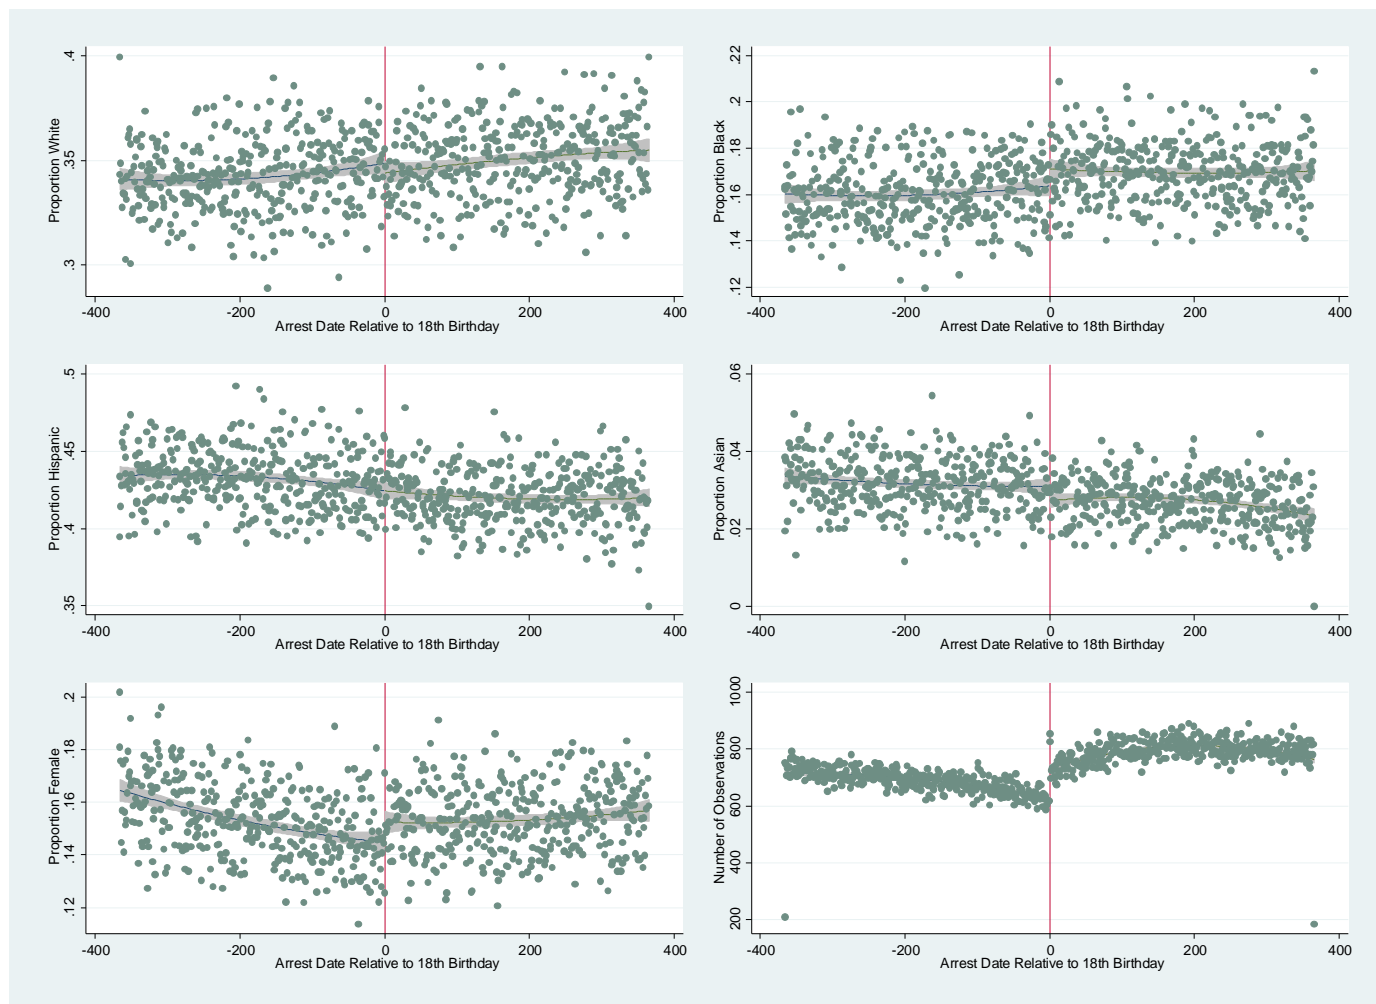 Proportion White
.4
.35
.3
-400 -200 0 200 400
Arrest Date Relative to 18th Birthday
Proportion Black
.22
.2
.18
.16
.14
.12
-400 -200 0 200 400
Arrest Date Relative to 18th Birthday
Proportion Hispanic
.5
.45
.4
.35
-400 -200 0 200 400
Arrest Date Relative to 18th Birthday
Proportion Asian
.06
.04
.02
0
-400 -200 0 200 400
Arrest Date Relative to 18th Birthday
Proportion Female
.2
.18
.16
.14
.12
-400 -200 0 200 400
Arrest Date Relative to 18th Birthday
Number of Observations
1000
800
600
400
200
-400 -200 0 200 400
Arrest Date Relative to 18th Birthday